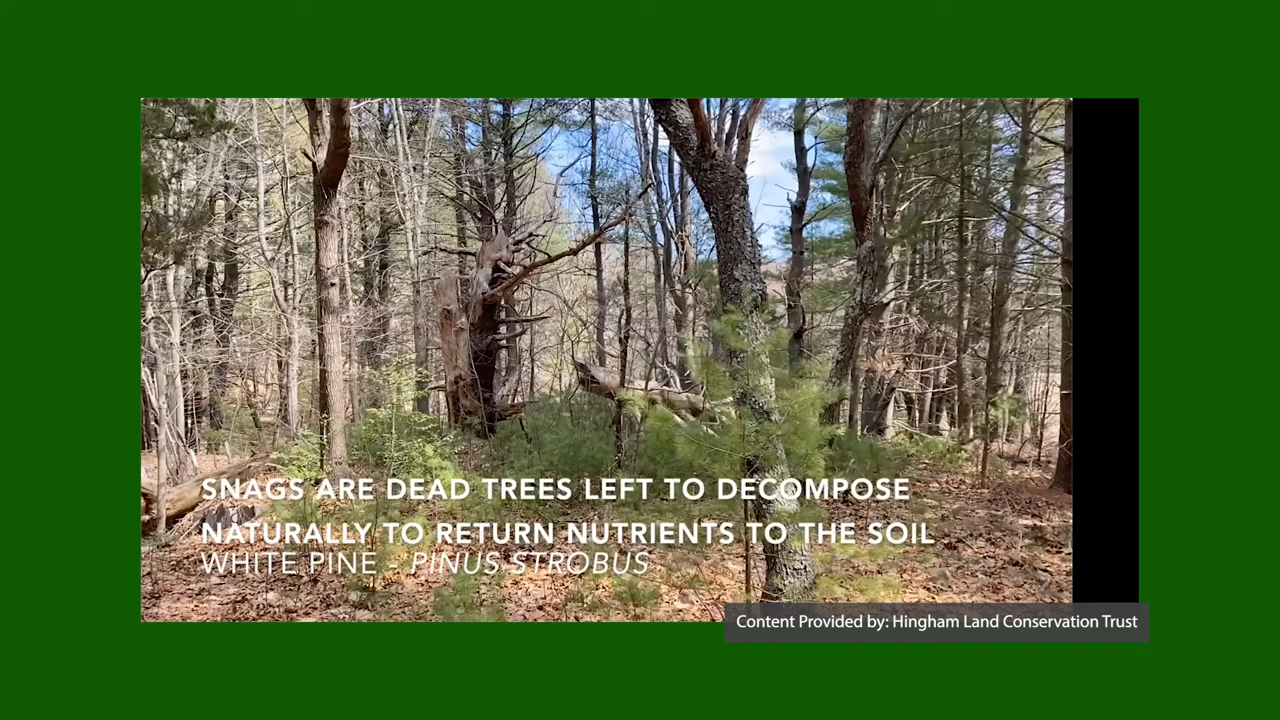 SNAGS ARE DEAD TREES LEFT TO DECOMPOSE
NATURALLY TO RETURN NUTRIENTS TO THE SOIL
WHITE PINE - PINUS STROBUS
Content Provided by: Hingham Land Conservation Trust